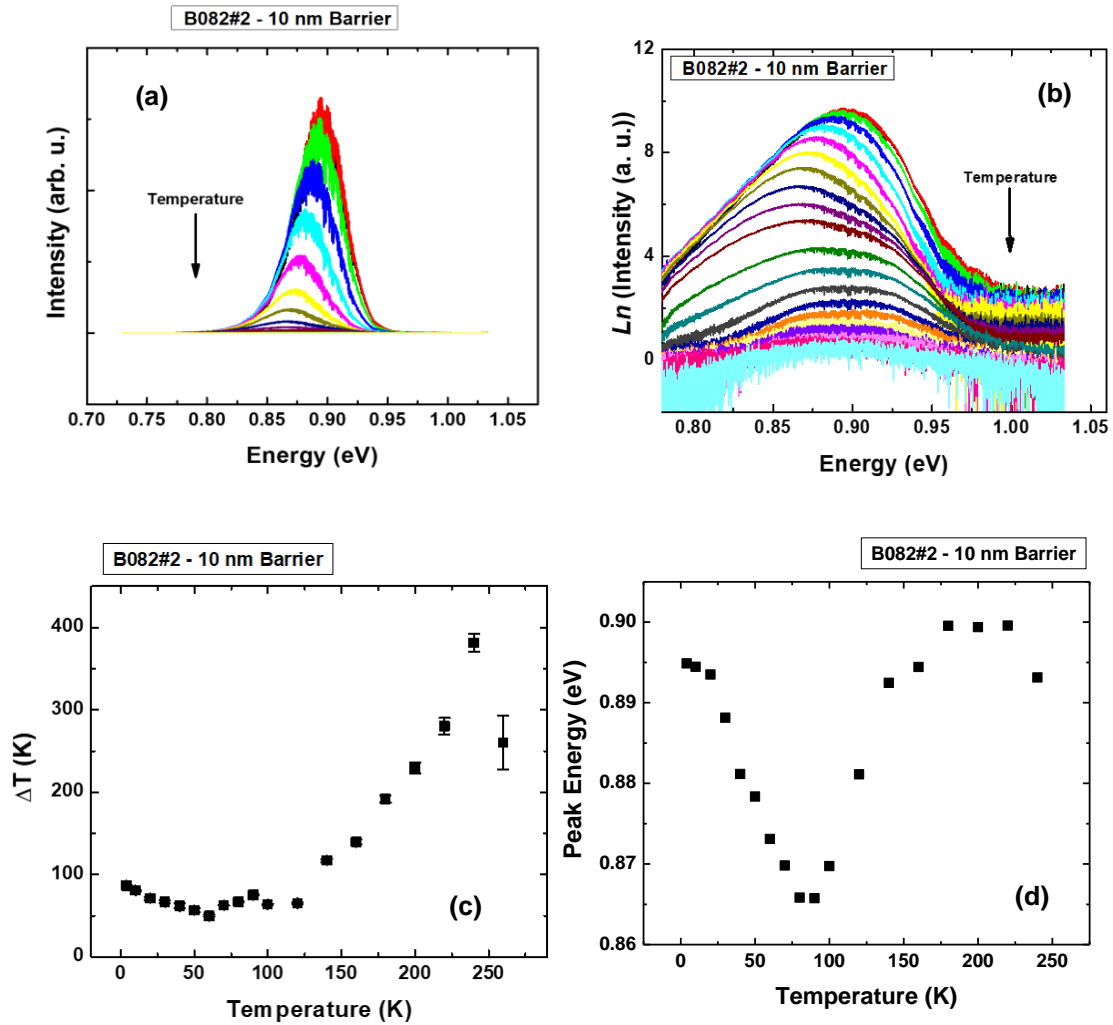 B082#2 - 10 nm Barrier
(a)
Temperature
Intensity (arb. u.)
0.70 0.75 0.80 0.85 0.90 0.95 1.00 1.05
Energy (eV)
B082#2 - 10 nm Barrier
(b)
Temperature
Ln (Intensity (a. u.))
12
8
4
0
0.80 0.85 0.90 0.95 1.00 1.05
Energy (eV)
B082#2 - 10 nm Barrier
ΔT (K)
400
300
200
100
0
(c)
0 50 100 150 200 250
Temperature (K)
B082#2 - 10 nm Barrier
Peak Energy (eV)
0.90
0.89
0.88
0.87
0.86
(d)
0 50 100 150 200 250
Temperature (K)